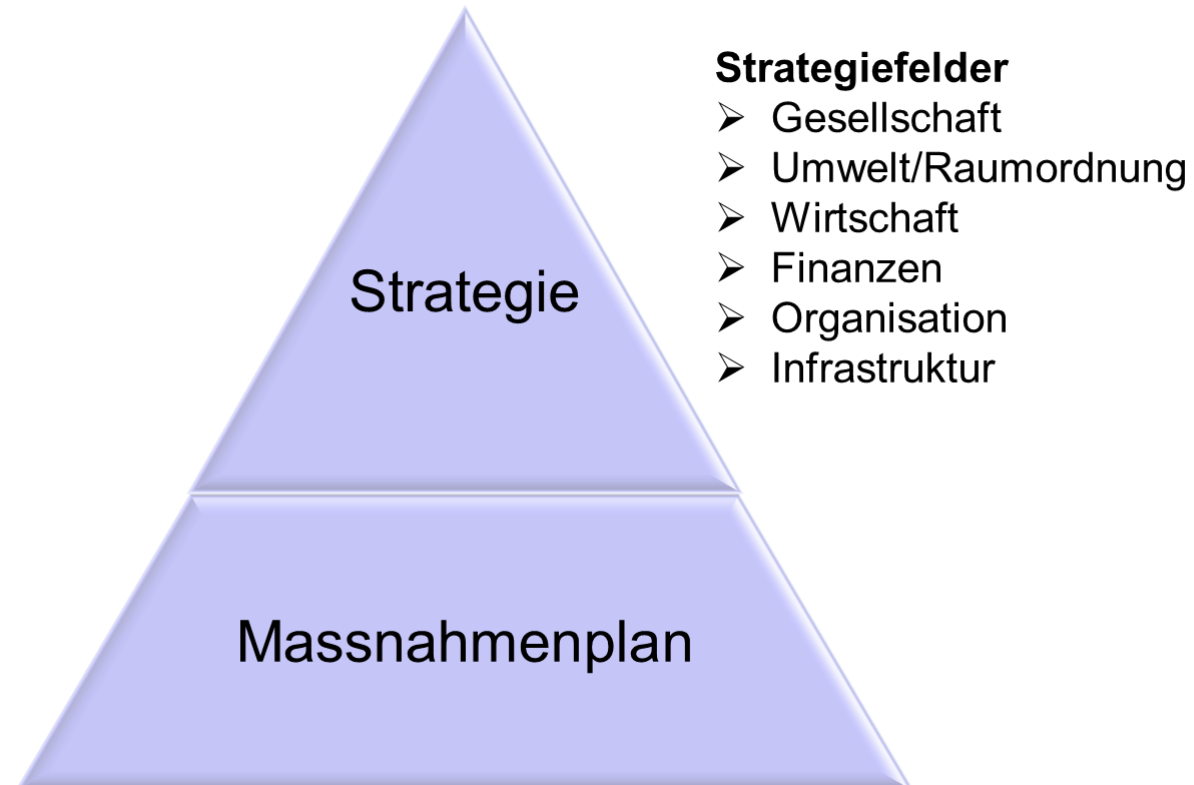 Strategiefelder
➢ Gesellschaft
➢ Umwelt/Raumordnung
➢ Wirtschaft
➢ Finanzen
➢ Organisation
➢ Infrastruktur
Strategie
Massnahmenplan